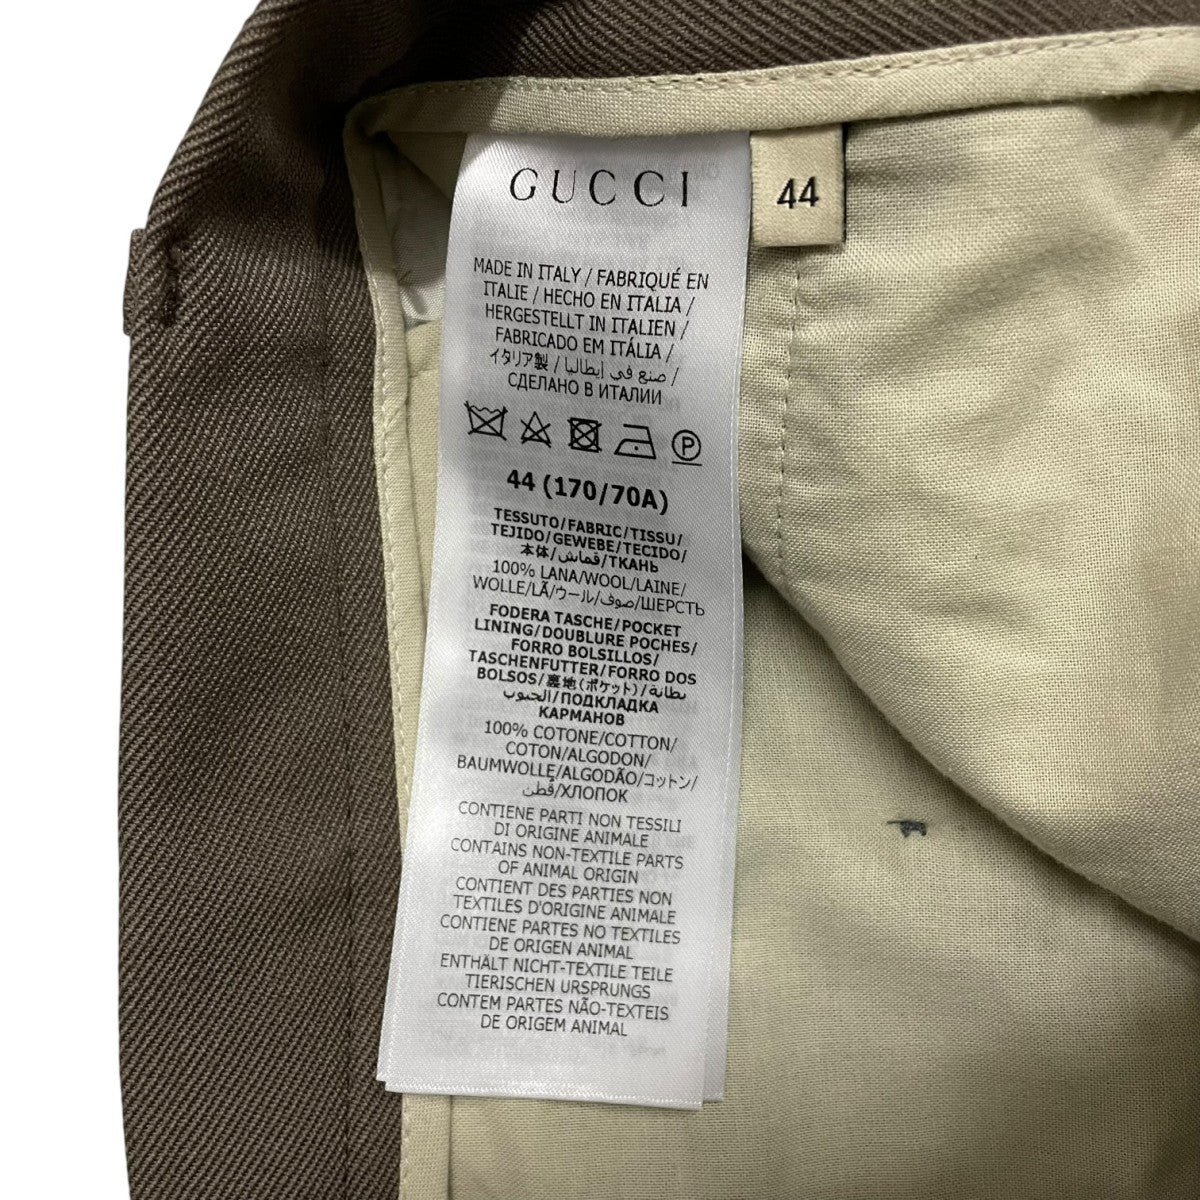 GUCCI
44
MADE IN ITALY / FABRIQUÉ EN
ITALIE / HECHO EN ITALIA /
HERGESTELLT IN ITALIEN /
FABRICADO EM ITÁLIA /
イタリア製 / صنع في إيطاليا /
СДЕЛАНО В ИТАЛИИ
P
44 (170/70A)
TESSUTO/FABRIC/TISSU/
TEJIDO/GEWEBE/TECIDO/
本体/قماش/ТКАНЬ
100% LANA/WOOL/LAINE/
WOLLE/LÃ/ウール/صوف/ШЕРСТЬ
FODERA TASCHE/POCKET
LINING/DOUBLURE POCHES/
FORRO BOLSILLOS/
TASCHENFUTTER/FORRO DOS
BOLSOS/裏地(ポケット)/بطانة
الجيوب/ПОДКЛАДКА
КАРМАНОВ
100% COTONE/COTTON/
COTON/ALGODON/
BAUMWOLLE/ALGODÃO/コットン/
قطن/ХЛОПОК
CONTIENE PARTI NON TESSILI
DI ORIGINE ANIMALE
CONTAINS NON-TEXTILE PARTS
OF ANIMAL ORIGIN
CONTIENT DES PARTIES NON
TEXTILES D'ORIGINE ANIMALE
CONTIENE PARTES NO TEXTILES
DE ORIGEN ANIMAL
ENTHÄLT NICHT-TEXTILE TEILE
TIERISCHEN URSPRUNGS
CONTEM PARTES NÃO-TEXTEIS
DE ORIGEM ANIMAL